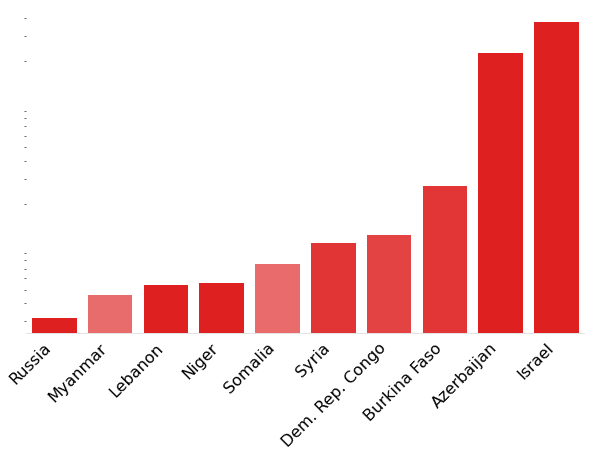 Russia
Myanmar
Lebanon
Niger
Somalia
Syria
Dem. Rep. Congo
Burkina Faso
Azerbaijan
Israel